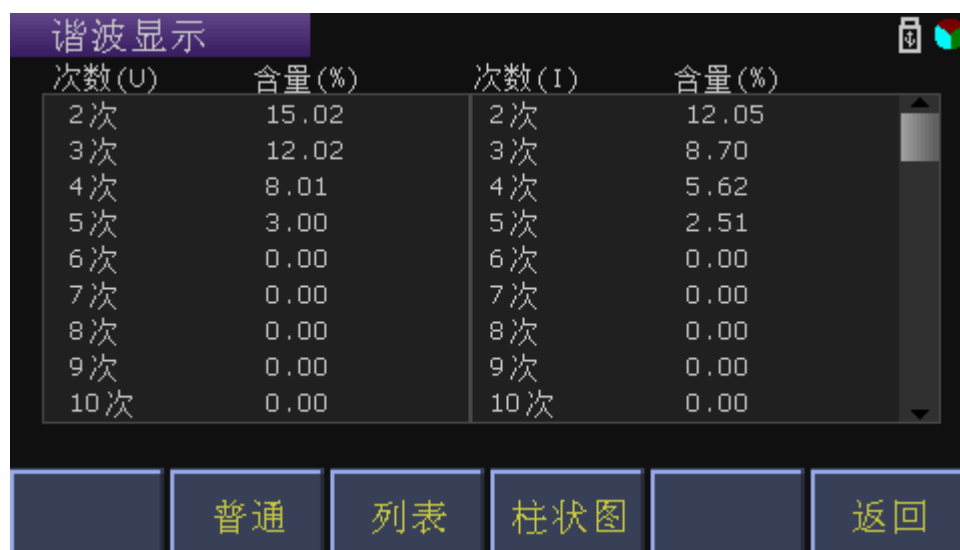 谐波显示
次数(U) 含量(%) 次数(I) 含量(%)
2次 15.02 2次 12.05
3次 12.02 3次 8.70
4次 8.01 4次 5.62
5次 3.00 5次 2.51
6次 0.00 6次 0.00
7次 0.00 7次 0.00
8次 0.00 8次 0.00
9次 0.00 9次 0.00
10次 0.00 10次 0.00
普通 列表 柱状图 返回